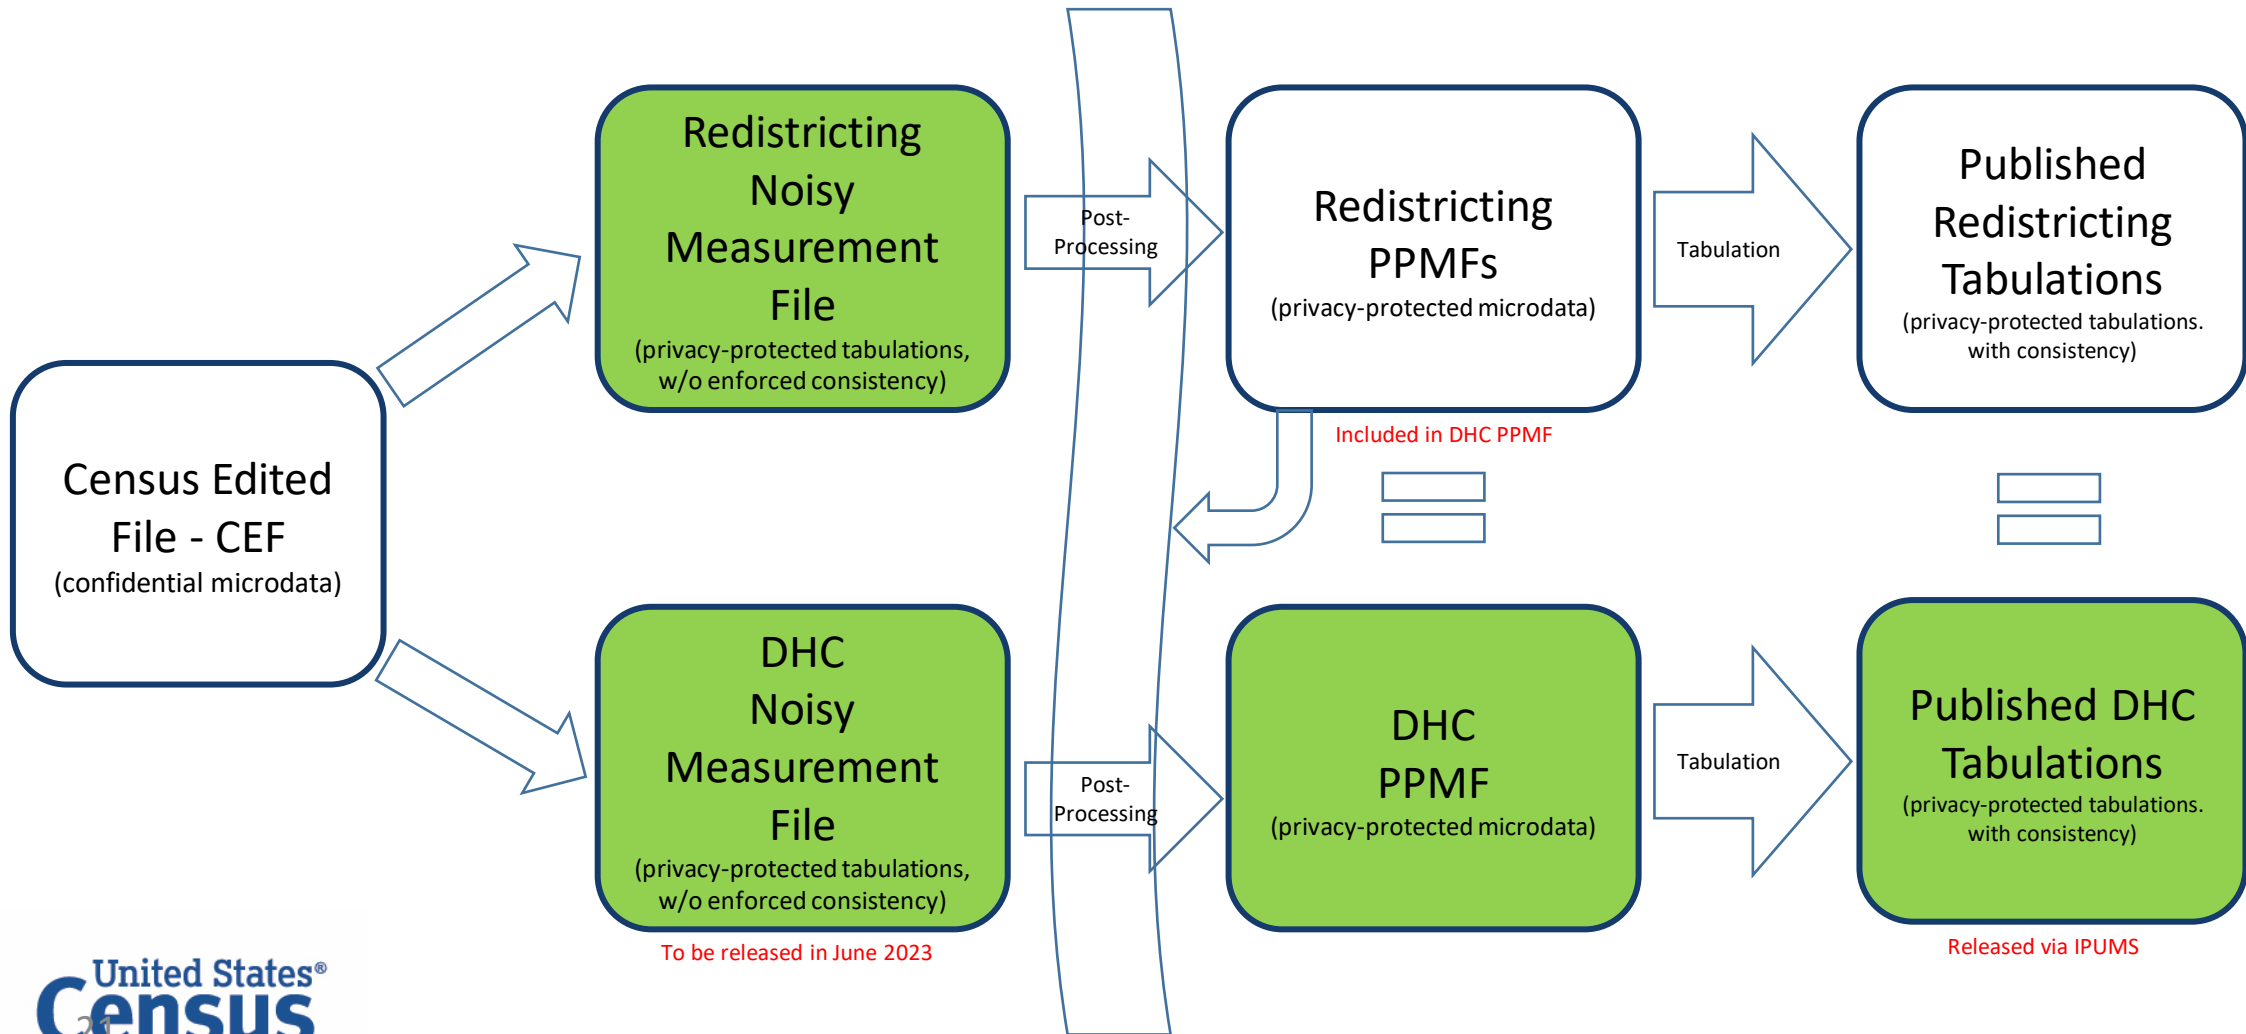 Census Edited
File - CEF
(confidential microdata)
Redistricting
Noisy
Measurement
File
(privacy-protected tabulations,
w/o enforced consistency)
Post-
Processing
Redistricting
PPMFs
(privacy-protected microdata)
Included in DHC PPMF
Tabulation
Published
Redistricting
Tabulations
(privacy-protected tabulations.
with consistency)
DHC
Noisy
Measurement
File
(privacy-protected tabulations,
w/o enforced consistency)
To be released in June 2023
Post-
Processing
DHC
PPMF
(privacy-protected microdata)
Tabulation
Published DHC
Tabulations
(privacy-protected tabulations.
with consistency)
Released via IPUMS
United States®
Census
21